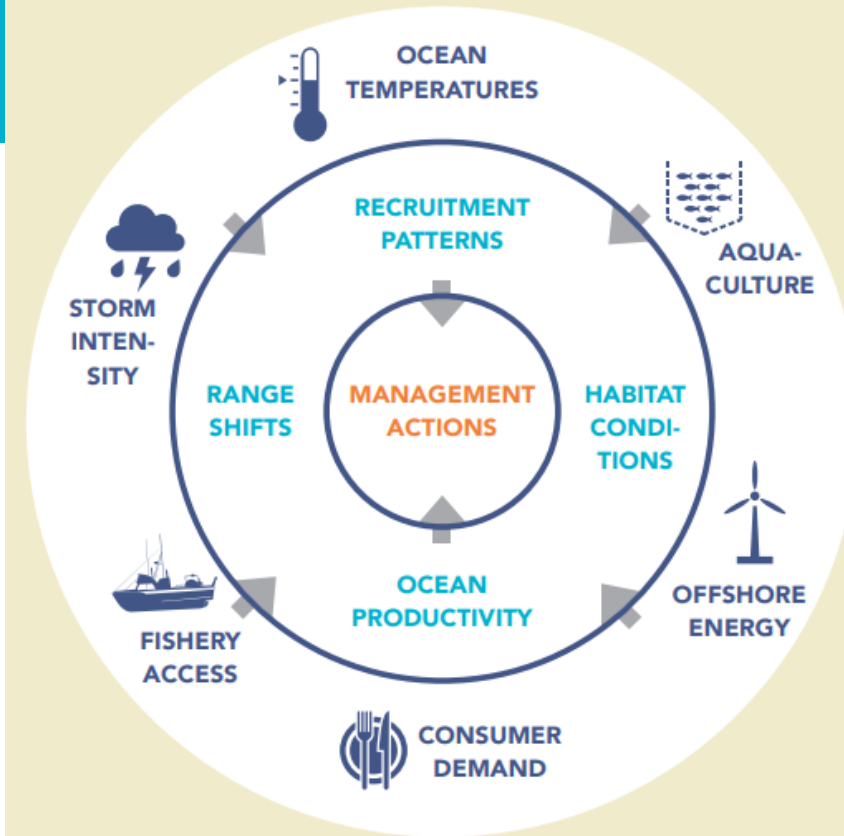 OCEAN
TEMPERATURES
RECRUITMENT
PATTERNS
AQUA-
CULTURE
STORM
INTEN-
SITY
RANGE
SHIFTS
MANAGEMENT
ACTIONS
HABITAT
CONDI-
TIONS
OCEAN
PRODUCTIVITY
OFFSHORE
ENERGY
FISHERY
ACCESS
CONSUMER
DEMAND